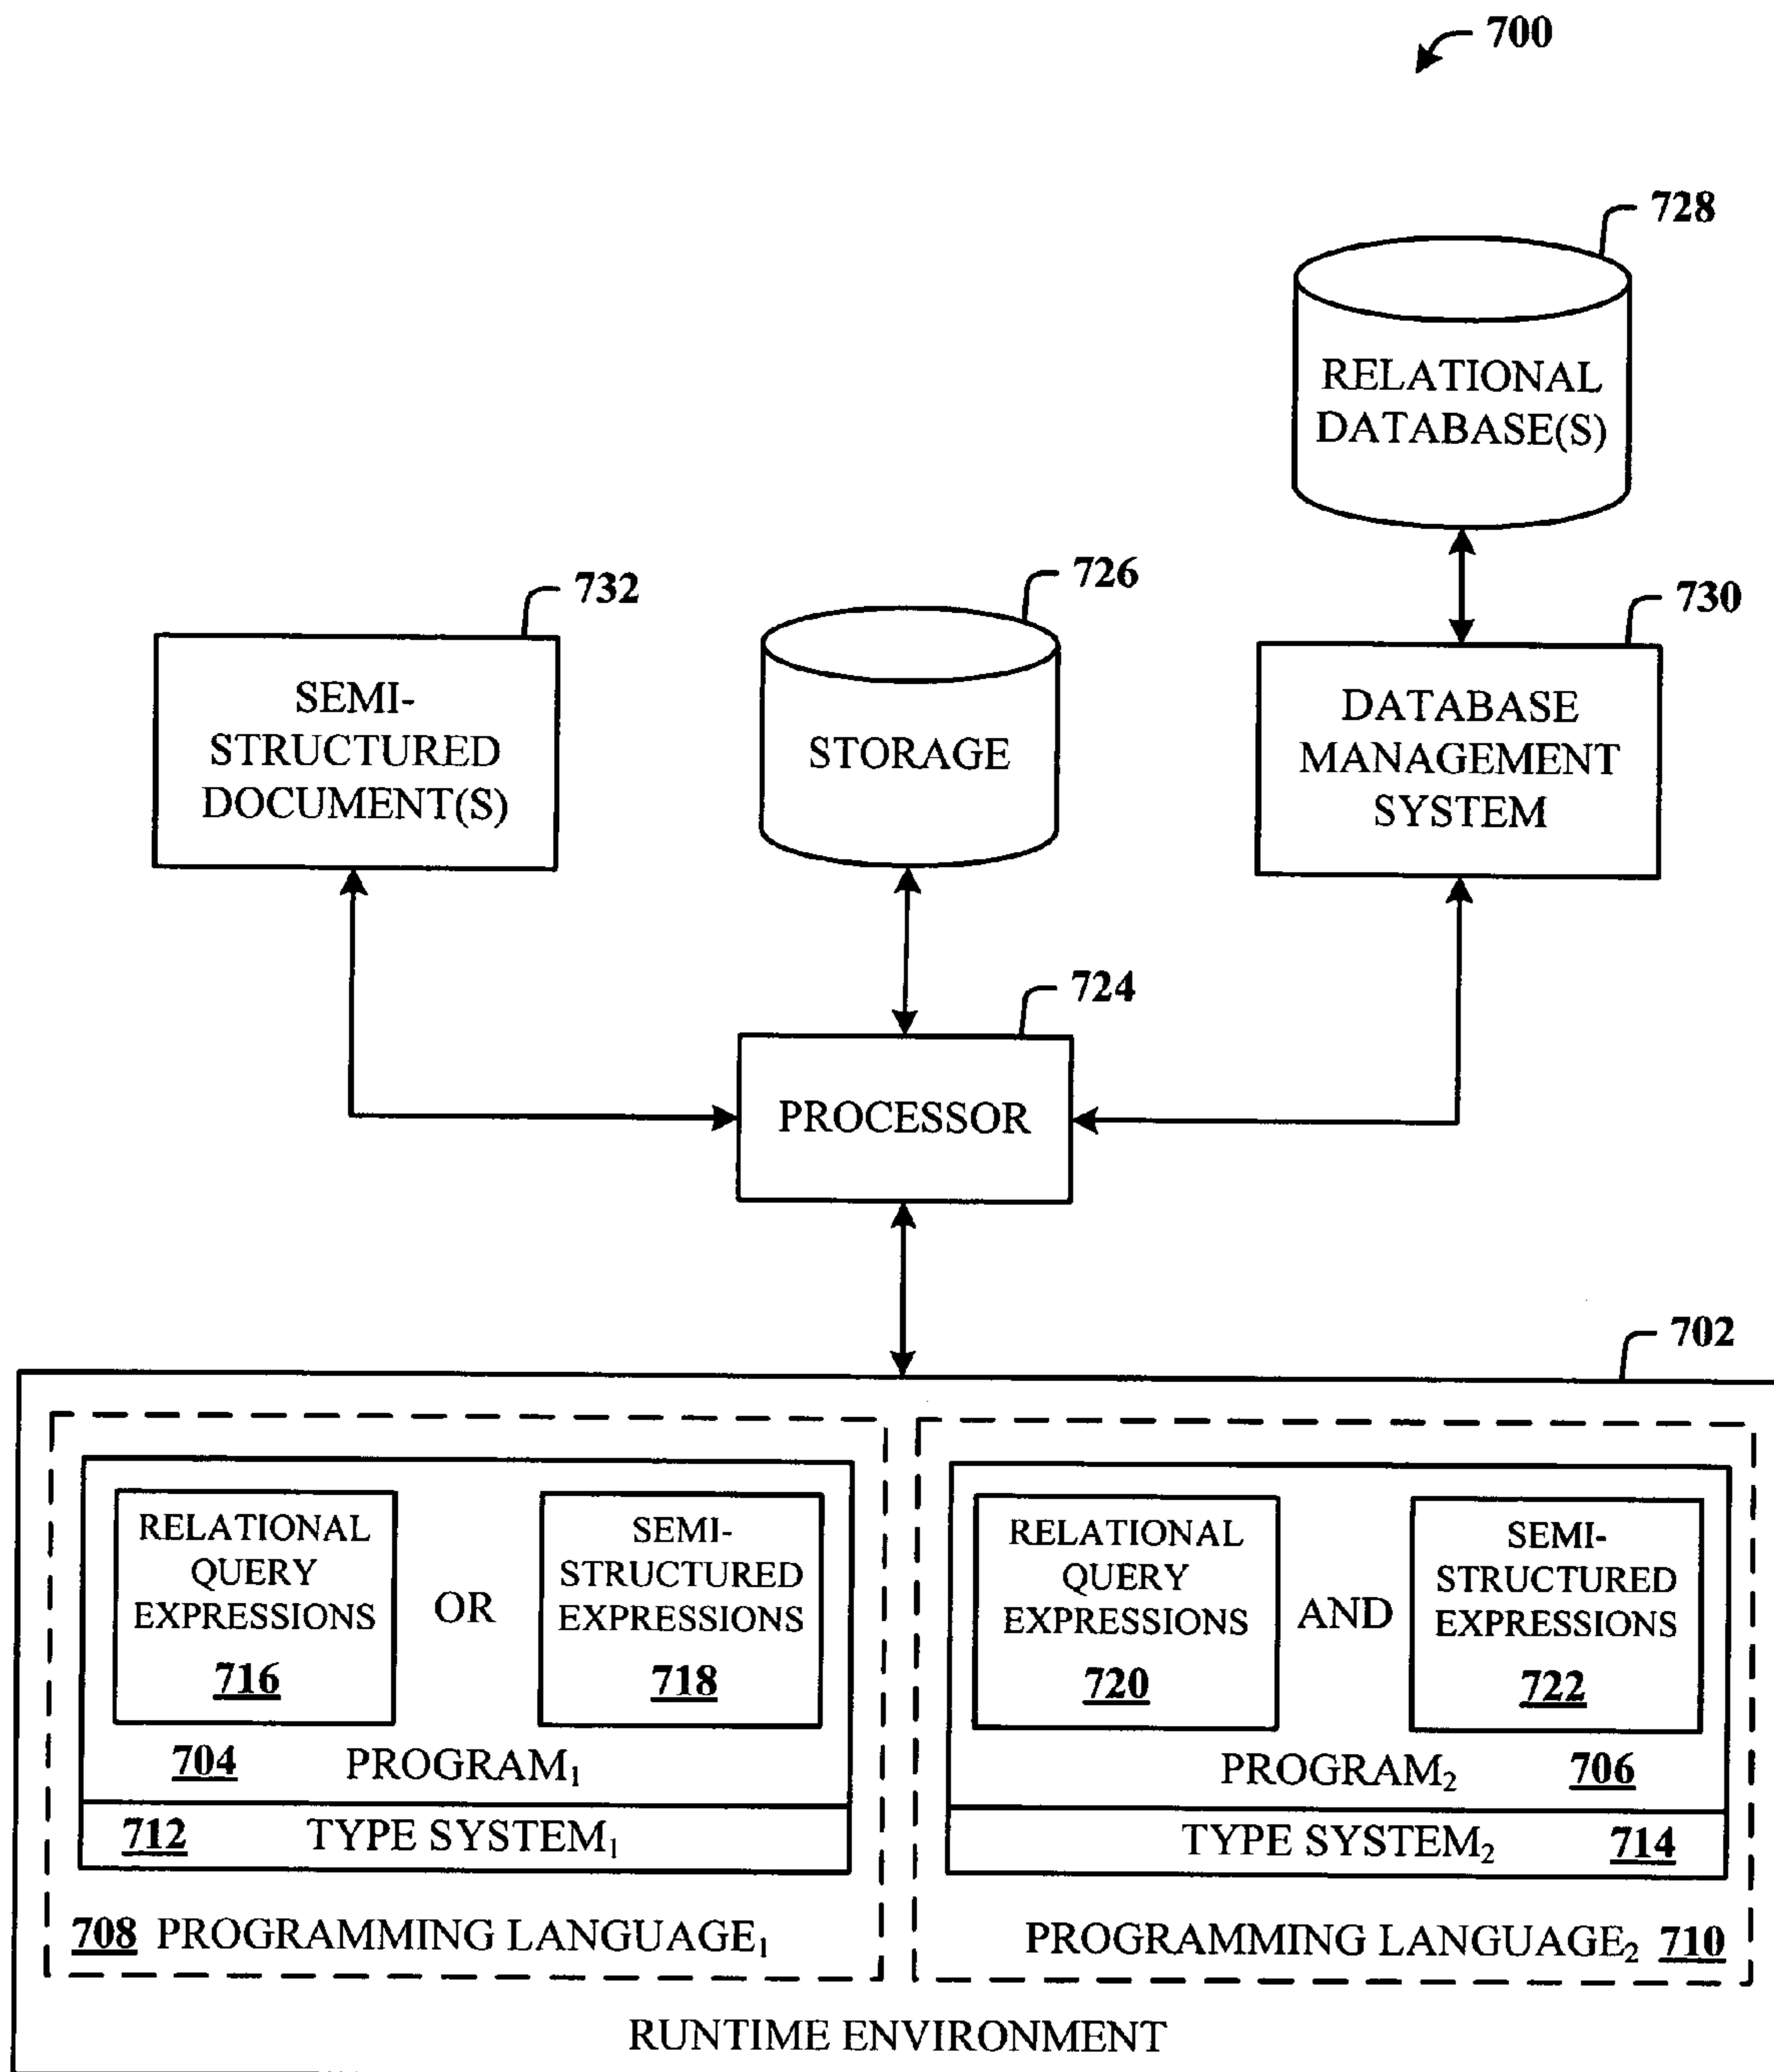 700
728
RELATIONAL
DATABASE(S)
732
726
730
SEMI-
STRUCTURED
DOCUMENT(S)
STORAGE
DATABASE
MANAGEMENT
SYSTEM
724
PROCESSOR
702
RELATIONAL
QUERY
EXPRESSIONS
716
OR
SEMI-
STRUCTURED
EXPRESSIONS
718
704 PROGRAM₁
712 TYPE SYSTEM₁
708 PROGRAMMING LANGUAGE₁
RELATIONAL
QUERY
EXPRESSIONS
720
AND
SEMI-
STRUCTURED
EXPRESSIONS
722
PROGRAM₂ 706
TYPE SYSTEM₂ 714
PROGRAMMING LANGUAGE₂ 710
RUNTIME ENVIRONMENT